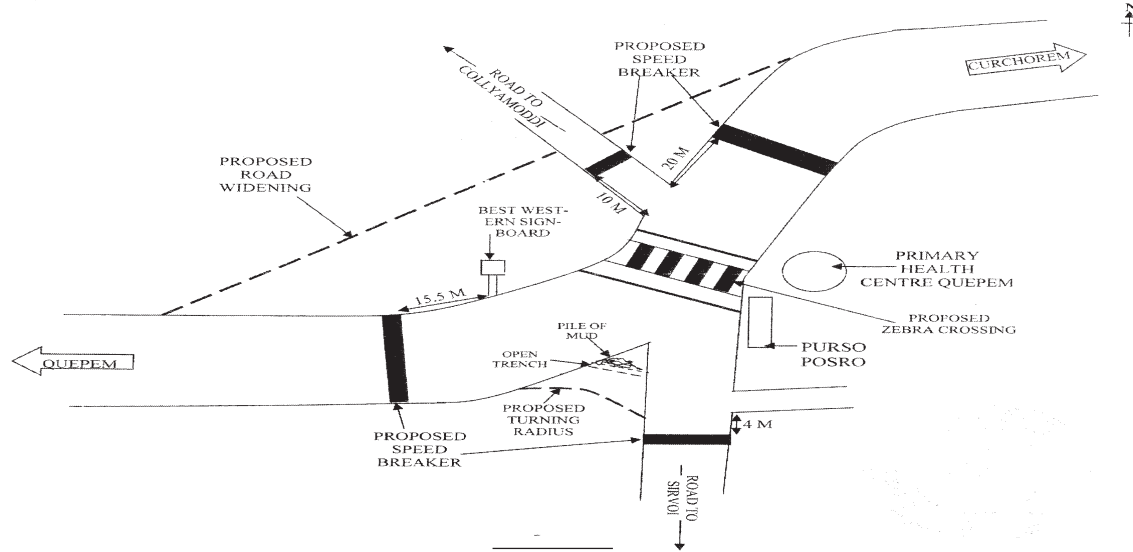 N
PROPOSED
SPEED
BREAKER
CURCHOREM
ROAD TO
COLLYAMODDI
20 M
PROPOSED
ROAD
WIDENING
10 M
BEST WEST-
ERN SIGN-
BOARD
PRIMARY
HEALTH
CENTRE QUEPEM
15.5 M
PROPOSED
ZEBRA CROSSING
PILE OF
MUD
PURSO
POSRO
OPEN
TRENCH
QUEPEM
PROPOSED
TURNING
RADIUS
4 M
PROPOSED
SPEED
BREAKER
ROAD TO
SIRVOI